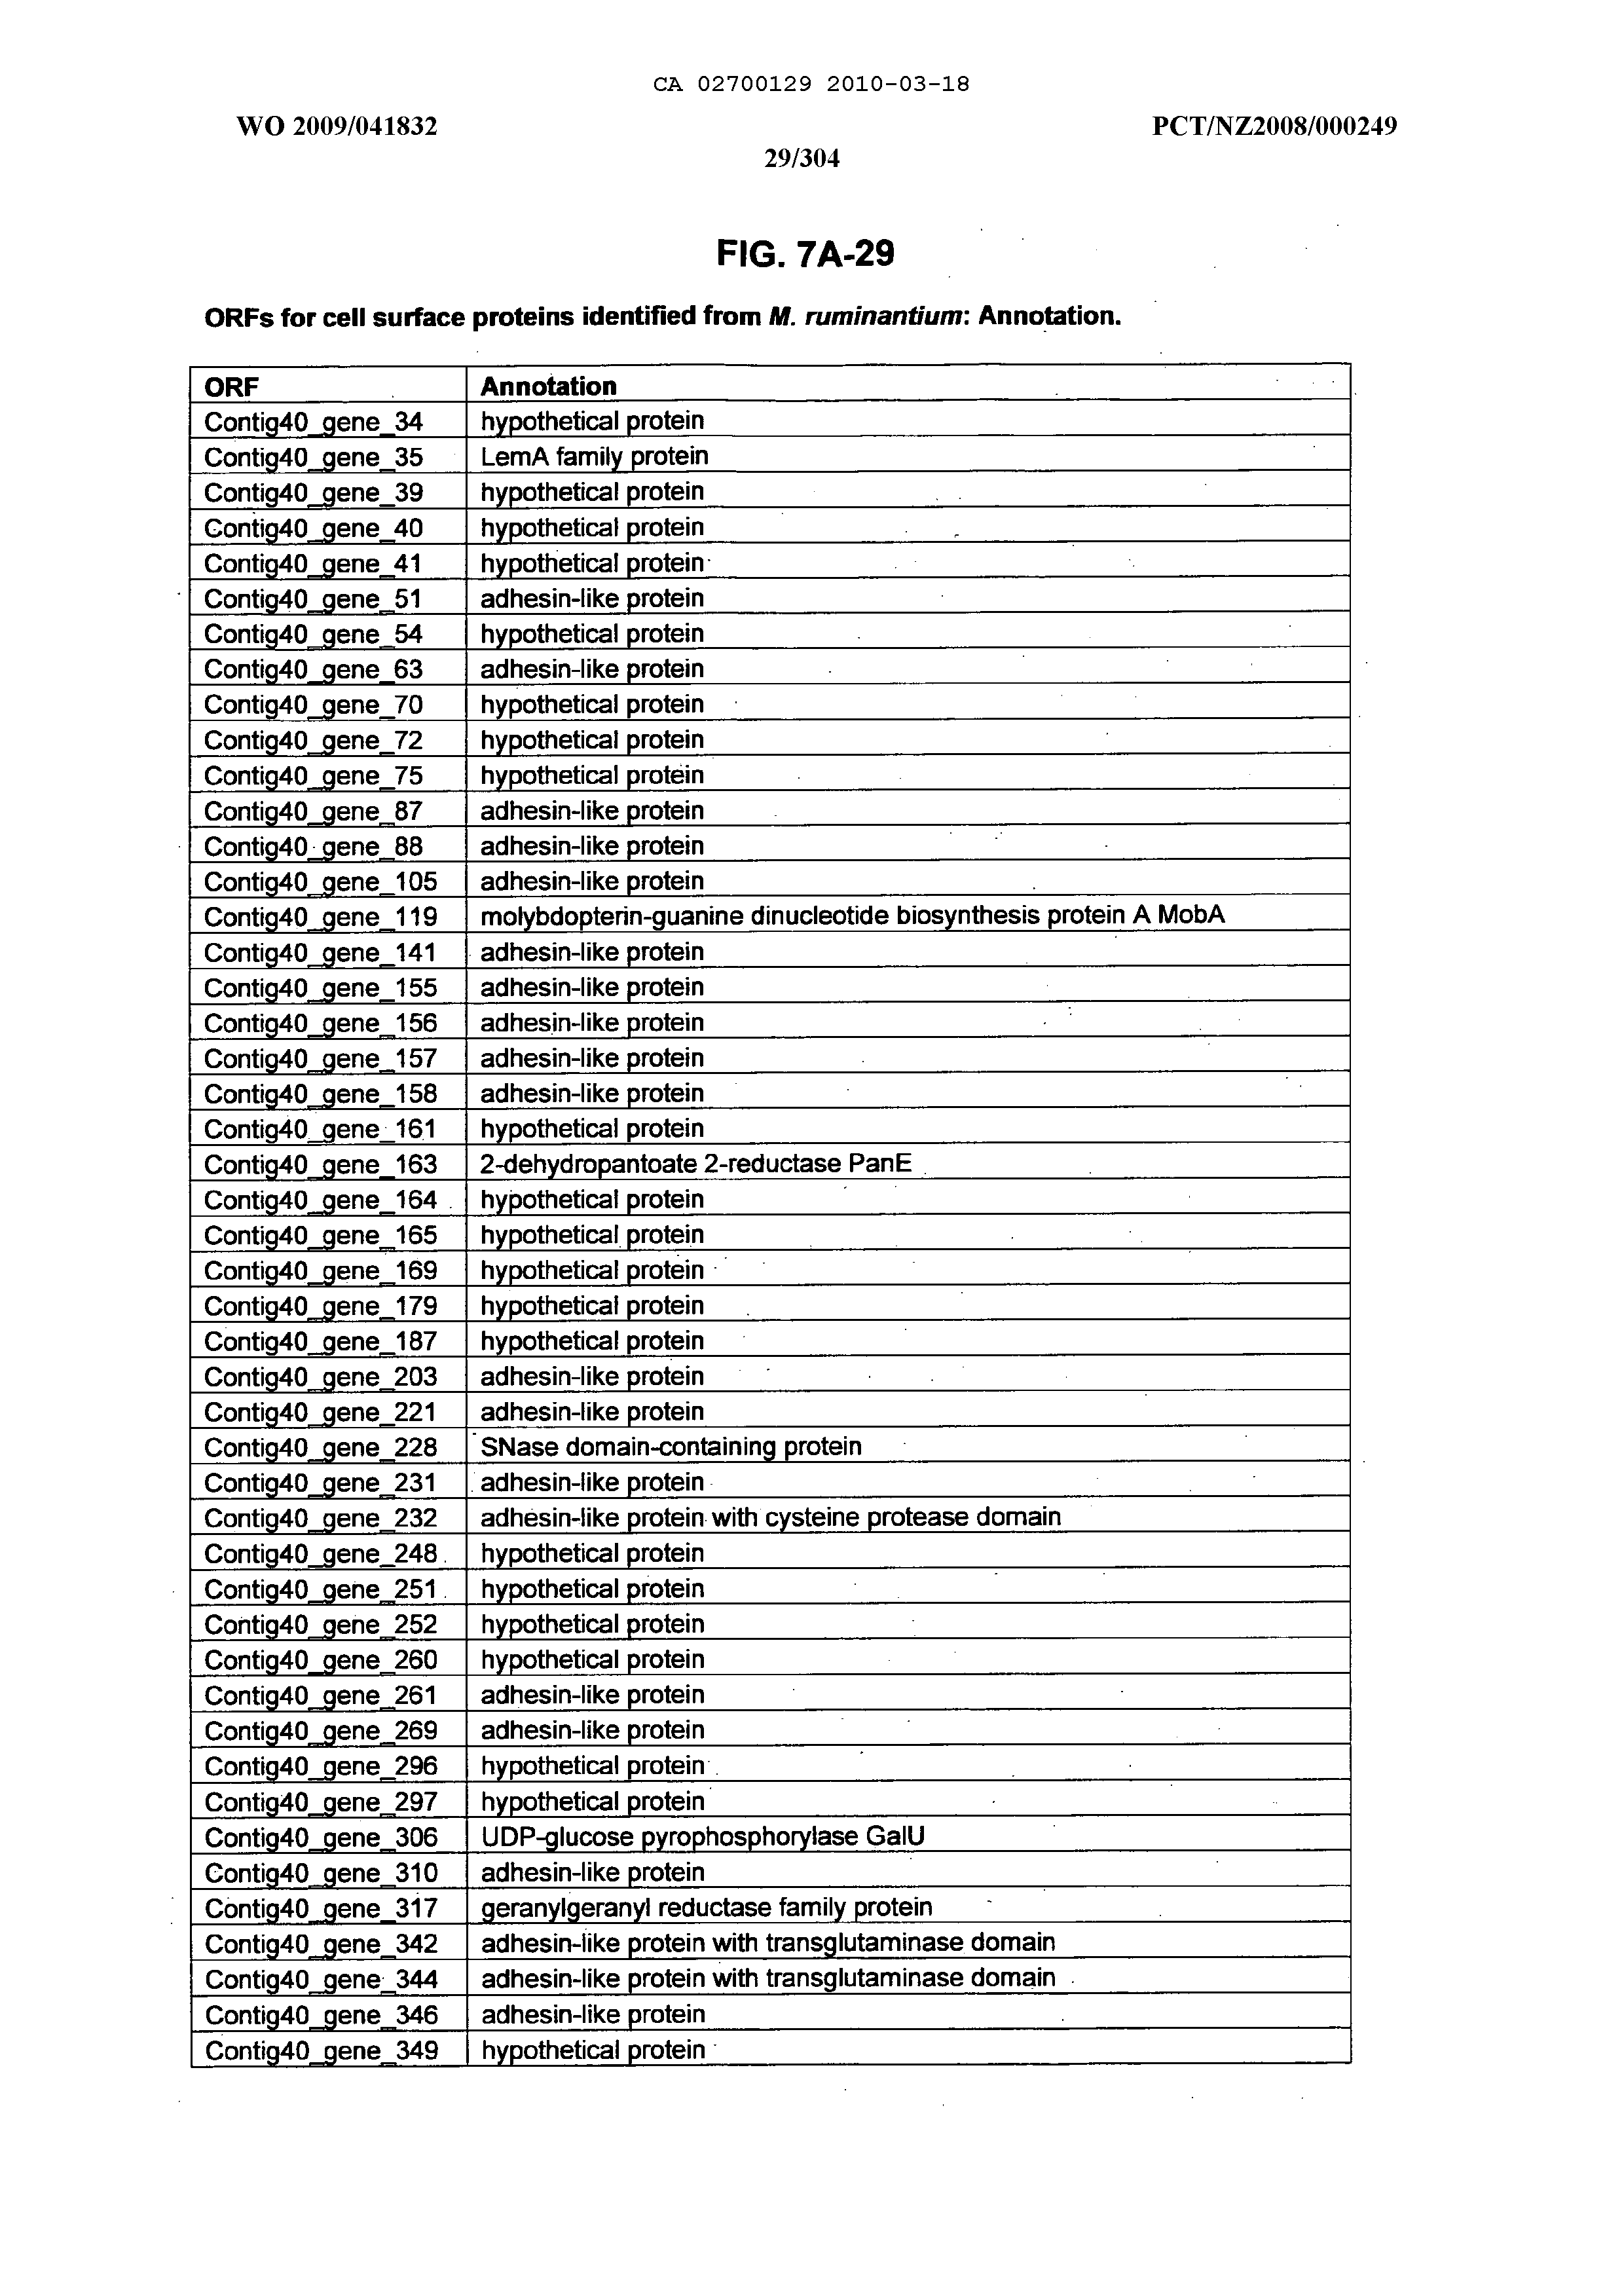 CA 02700129 2010-03-18
WO 2009/041832 PCT/NZ2008/000249
29/304
FIG. 7A-29
ORFs for cell surface proteins identified from M. ruminantium: Annotation.
ORF Annotation
Contig40_gene_34 hypothetical protein
Contig40_gene_35 LemA family protein
Contig40_gene_39 hypothetical protein
Contig40_gene_40 hypothetical protein
Contig40_gene_41 hypothetical protein
Contig40_gene_51 adhesin-like protein
Contig40_gene_54 hypothetical protein
Contig40_gene_63 adhesin-like protein
Contig40_gene_70 hypothetical protein
Contig40_gene_72 hypothetical protein
Contig40_gene_75 hypothetical protein
Contig40_gene_87 adhesin-like protein
Contig40_gene_88 adhesin-like protein
Contig40_gene_105 adhesin-like protein
Contig40_gene_119 molybdopterin-guanine dinucleotide biosynthesis protein A MobA
Contig40_gene_141 adhesin-like protein
Contig40_gene_155 adhesin-like protein
Contig40_gene_156 adhesin-like protein
Contig40_gene_157 adhesin-like protein
Contig40_gene_158 adhesin-like protein
Contig40_gene_161 hypothetical protein
Contig40_gene_163 2-dehydropantoate 2-reductase PanE
Contig40_gene_164 hypothetical protein
Contig40_gene_165 hypothetical protein
Contig40_gene_169 hypothetical protein
Contig40_gene_179 hypothetical protein
Contig40_gene_187 hypothetical protein
Contig40_gene_203 adhesin-like protein
Contig40_gene_221 adhesin-like protein
Contig40_gene_228 SNase domain-containing protein
Contig40_gene_231 adhesin-like protein
Contig40_gene_232 adhesin-like protein with cysteine protease domain
Contig40_gene_248 hypothetical protein
Contig40_gene_251 hypothetical protein
Contig40_gene_252 hypothetical protein
Contig40_gene_260 hypothetical protein
Contig40_gene_261 adhesin-like protein
Contig40_gene_269 adhesin-like protein
Contig40_gene_296 hypothetical protein
Contig40_gene_297 hypothetical protein
Contig40_gene_306 UDP-glucose pyrophosphorylase GalU
Contig40_gene_310 adhesin-like protein
Contig40_gene_317 geranylgeranyl reductase family protein
Contig40_gene_342 adhesin-like protein with transglutaminase domain
Contig40_gene_344 adhesin-like protein with transglutaminase domain
Contig40_gene_346 adhesin-like protein
Contig40_gene_349 hypothetical protein